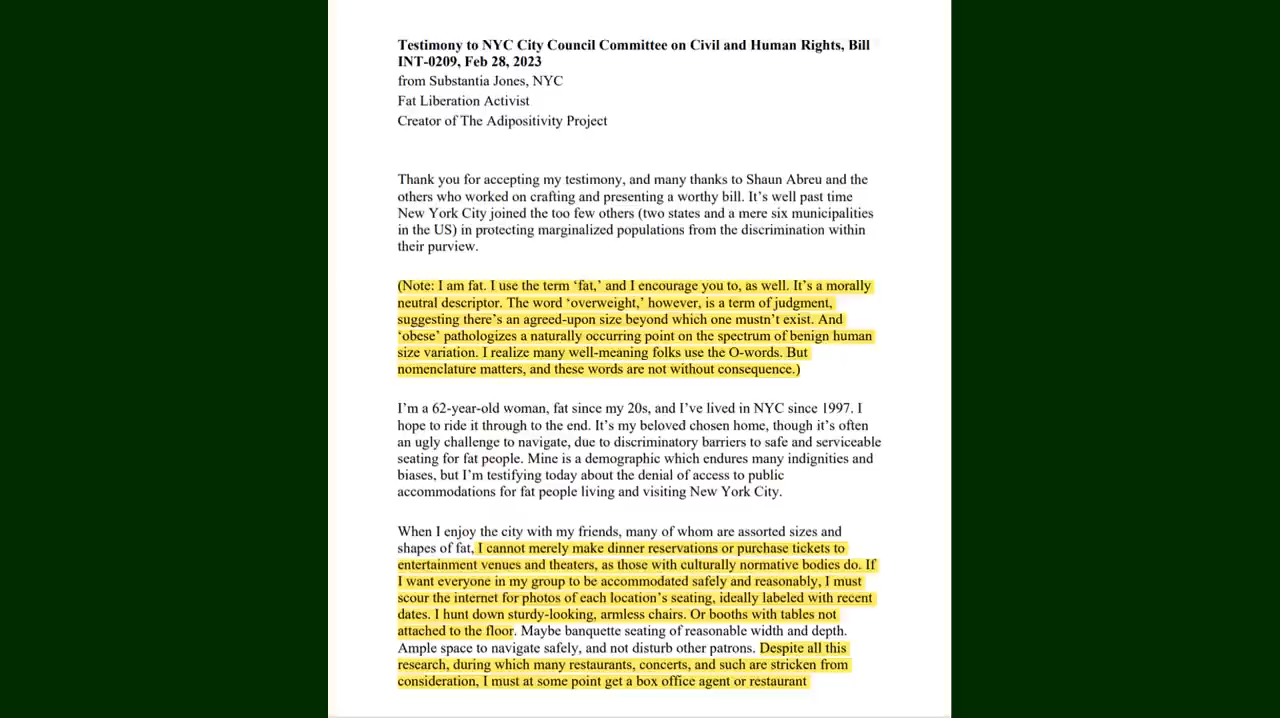 Testimony to NYC City Council Committee on Civil and Human Rights, Bill
INT-0209, Feb 28, 2023
from Substantia Jones, NYC
Fat Liberation Activist
Creator of The Adipositivity Project
Thank you for accepting my testimony, and many thanks to Shaun Abreu and the
others who worked on crafting and presenting a worthy bill. It’s well past time
New York City joined the too few others (two states and a mere six municipalities
in the US) in protecting marginalized populations from the discrimination within
their purview.
(Note: I am fat. I use the term ‘fat,’ and I encourage you to, as well. It’s a morally
neutral descriptor. The word ‘overweight,’ however, is a term of judgment,
suggesting there’s an agreed-upon size beyond which one mustn’t exist. And
‘obese’ pathologizes a naturally occurring point on the spectrum of benign human
size variation. I realize many well-meaning folks use the O-words. But
nomenclature matters, and these words are not without consequence.)
I’m a 62-year-old woman, fat since my 20s, and I’ve lived in NYC since 1997. I
hope to ride it through to the end. It’s my beloved chosen home, though it’s often
an ugly challenge to navigate, due to discriminatory barriers to safe and serviceable
seating for fat people. Mine is a demographic which endures many indignities and
biases, but I’m testifying today about the denial of access to public
accommodations for fat people living and visiting New York City.
When I enjoy the city with my friends, many of whom are assorted sizes and
shapes of fat, I cannot merely make dinner reservations or purchase tickets to
entertainment venues and theaters, as those with culturally normative bodies do. If
I want everyone in my group to be accommodated safely and reasonably, I must
scour the internet for photos of each location’s seating, ideally labeled with recent
dates. I hunt down sturdy-looking, armless chairs. Or booths with tables not
attached to the floor. Maybe banquette seating of reasonable width and depth.
Ample space to navigate safely, and not disturb other patrons. Despite all this
research, during which many restaurants, concerts, and such are stricken from
consideration, I must at some point get a box office agent or restaurant